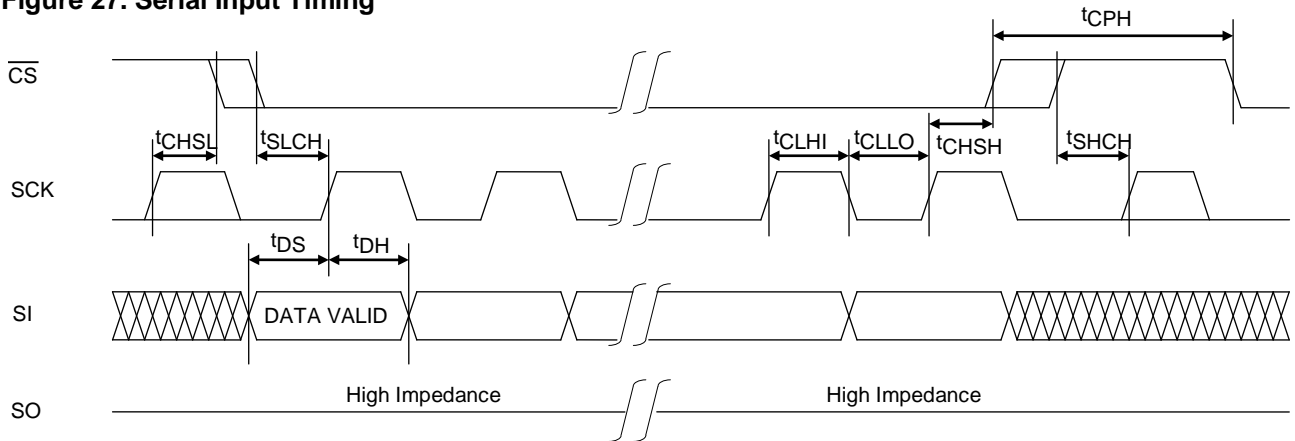 Figure 27. Serial Input Timing
tCPH
CS
tCHSL
tSLCH
tCLHI
tCLLO
tCHSH
tSHCH
SCK
tDS
tDH
SI
DATA VALID
High Impedance
High Impedance
SO